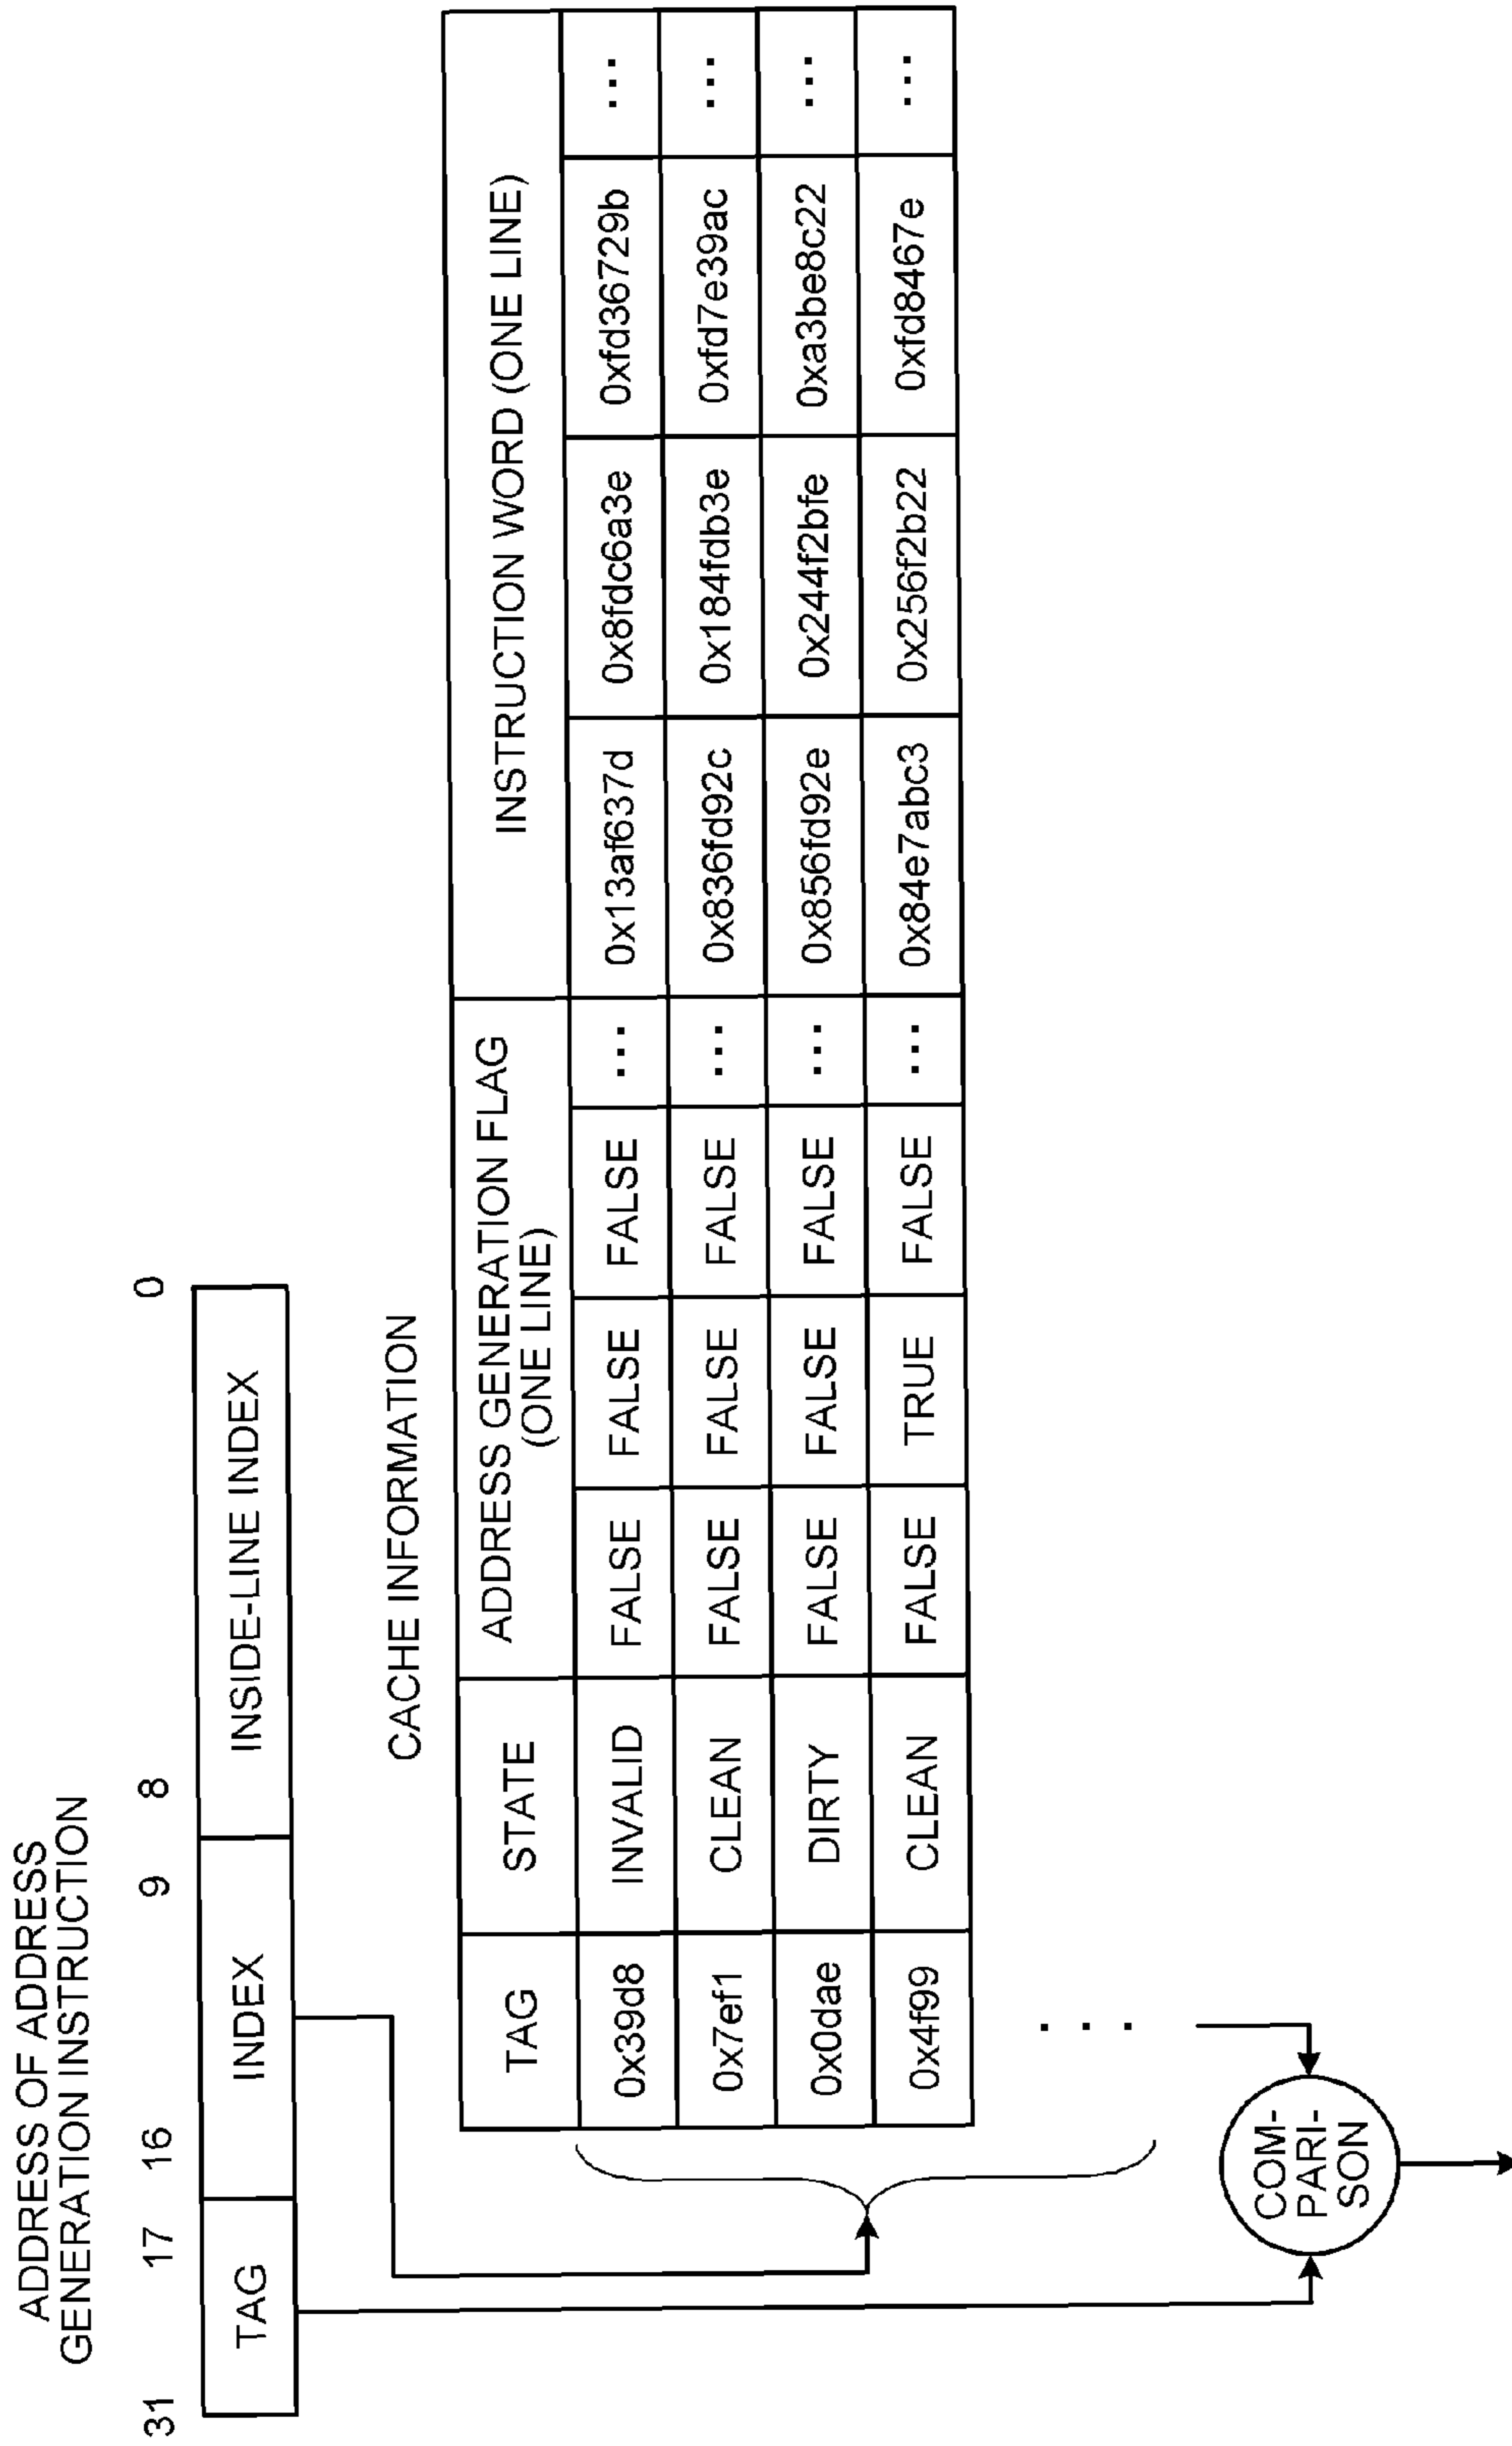 ADDRESS OF ADDRESS
GENERATION INSTRUCTION
31 17 16 9 8 0
TAG INDEX INSIDE-LINE INDEX
CACHE INFORMATION
TAG STATE ADDRESS GENERATION FLAG (ONE LINE) INSTRUCTION WORD (ONE LINE)
0x39d8 INVALID FALSE FALSE FALSE ... 0x13af637d 0x8fdc6a3e 0xfd36729b ...
0x7ef1 CLEAN FALSE FALSE FALSE ... 0x836fd92c 0x184fdb3e 0xfd7e39ac ...
0x0dae DIRTY FALSE FALSE FALSE ... 0x856fd92e 0x244f2bfe 0xa3be8c22 ...
0x4f99 CLEAN FALSE TRUE FALSE ... 0x84e7abc3 0x256f2b22 0xfd8467e ...
...
COM-
PARI-
SON